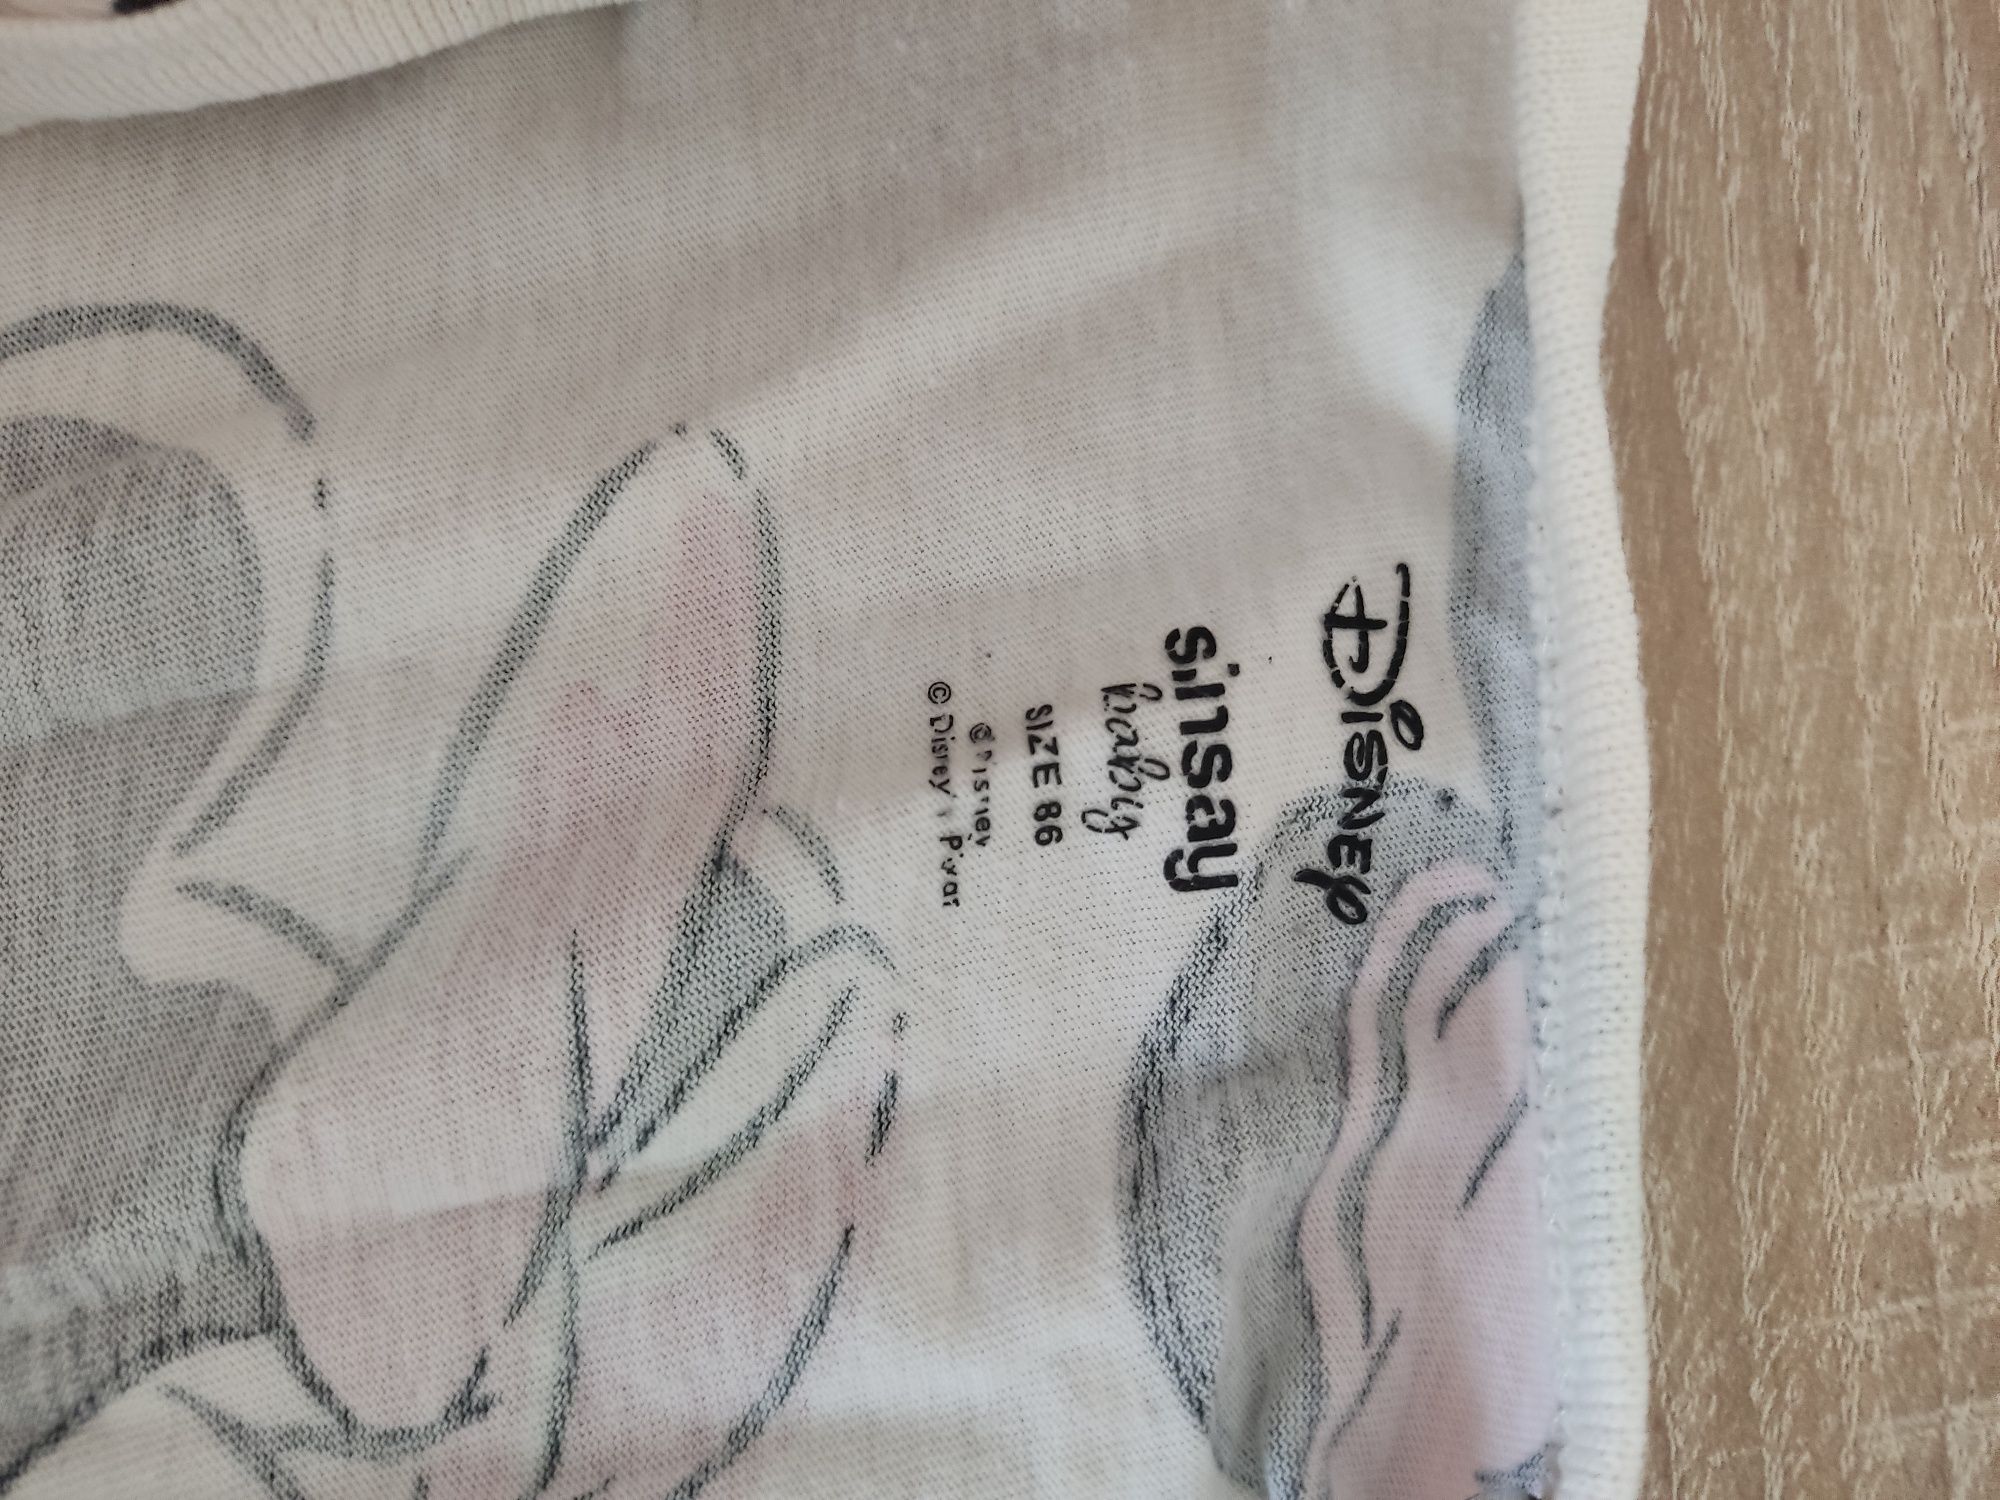 Disney
sinsay
baby
SIZE 86
© Disney
© Disney / Pixar